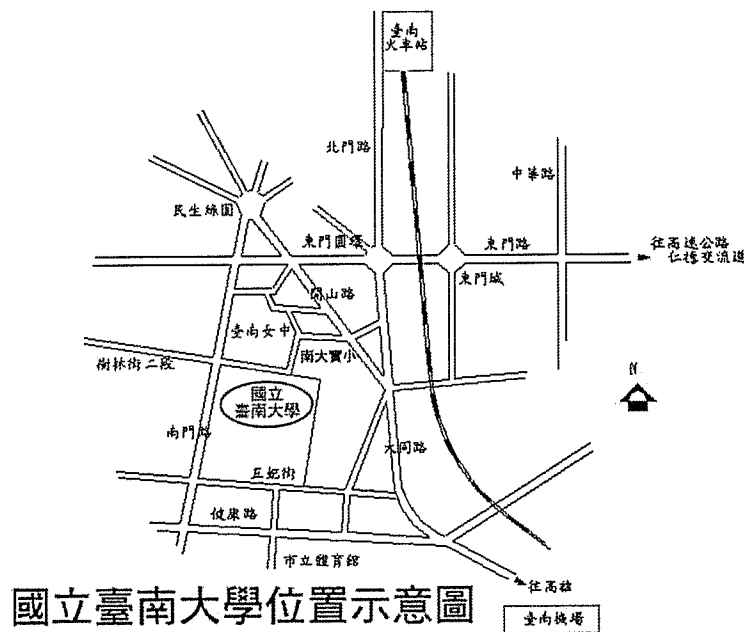 臺南
火車站
北門路
中華路
民生綠園
東門圓環
東門路
往高速公路
仁德交流道
東門城
開山路
臺南女中
南大實小
樹林街二段
國立
臺南大學
N
南門路
大同路
五妃街
健康路
市立體育館
往高雄
國立臺南大學位置示意圖
臺南機場